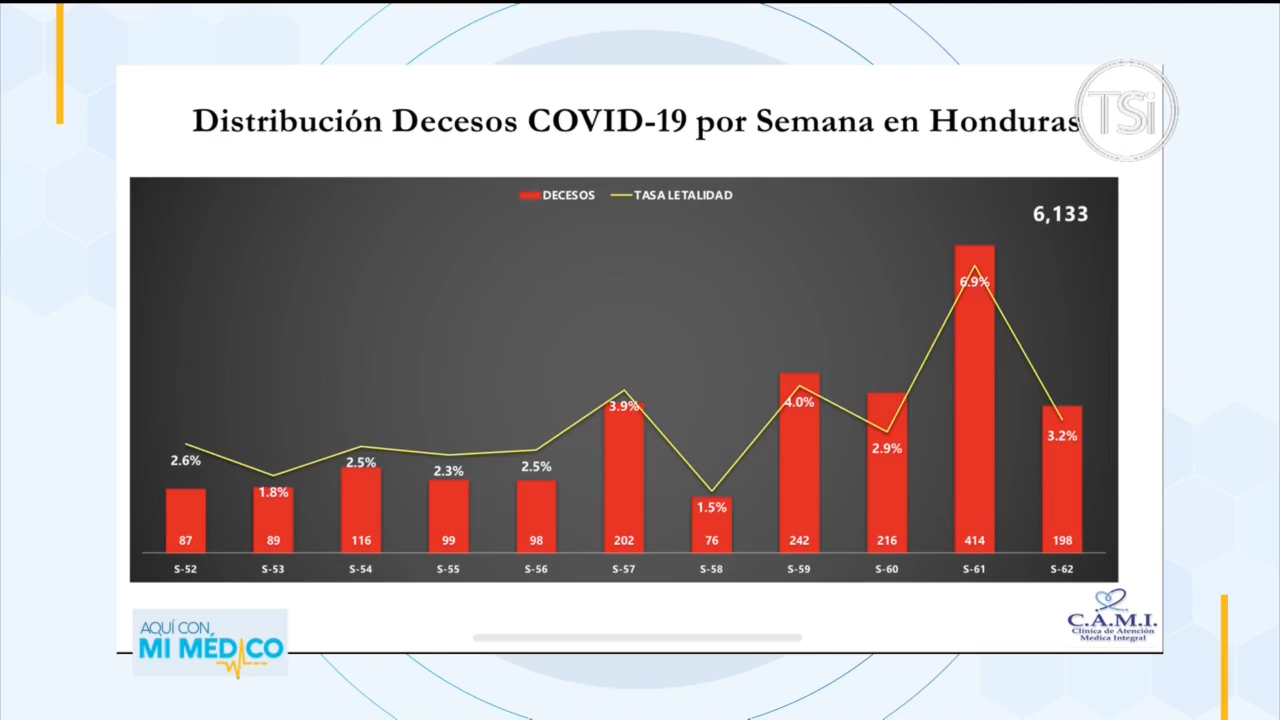 Distribución Decesos COVID-19 por Semana en Honduras
TSi
DECESOS TASA LETALIDAD
6,133
6.9%
3.9%
4.0%
2.9%
3.2%
2.6%
1.8%
2.5%
2.3%
2.5%
1.5%
87 89 116 99 98 202 76 242 216 414 198
S-52 S-53 S-54 S-55 S-56 S-57 S-58 S-59 S-60 S-61 S-62
AQUÍ CON
MI MÉDICO
C.A.M.I.
Clínica de Atención
Medica Integral